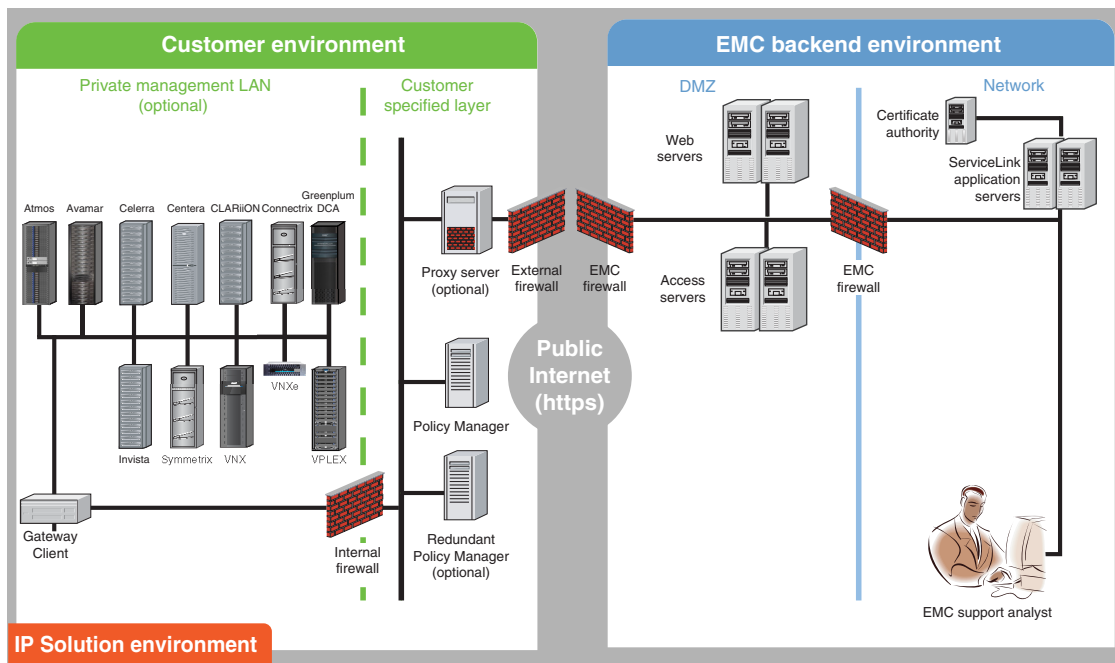 Customer environment
EMC backend environment
Private management LAN
(optional)
Customer
specified layer
DMZ
Network
Certificate
authority
Web
servers
ServiceLink
application
servers
Atmos
Avamar
Celerra
Centera
CLARiiON
Connectrix
Greenplum
DCA
Proxy server
(optional)
External
firewall
EMC
firewall
Access
servers
EMC
firewall
Public
Internet
(https)
VNXe
Policy Manager
Invista
Symmetrix
VNX
VPLEX
Gateway
Client
Internal
firewall
Redundant
Policy Manager
(optional)
EMC support analyst
IP Solution environment